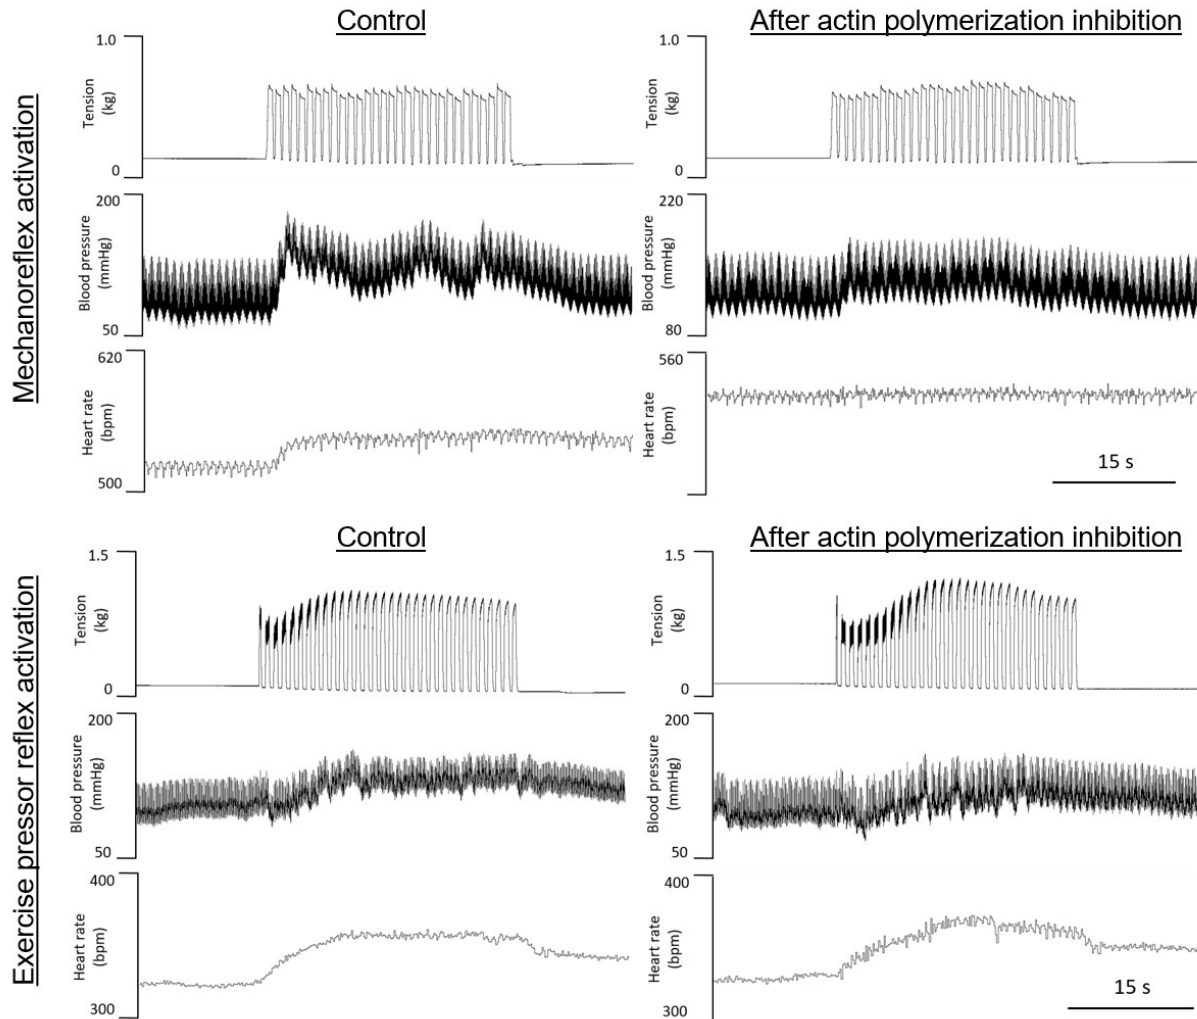 Control
After actin polymerization inhibition
Mechanoreflex activation
Tension
(kg)
1.0
0
Tension
(kg)
1.0
0
Blood pressure
(mmHg)
200
50
Blood pressure
(mmHg)
220
80
Heart rate
(bpm)
620
500
Heart rate
(bpm)
560
15 s
Control
After actin polymerization inhibition
Exercise pressor reflex activation
Tension
(kg)
1.5
0
Tension
(kg)
1.5
0
Blood pressure
(mmHg)
200
50
Blood pressure
(mmHg)
200
50
Heart rate
(bpm)
400
300
Heart rate
(bpm)
400
300
15 s